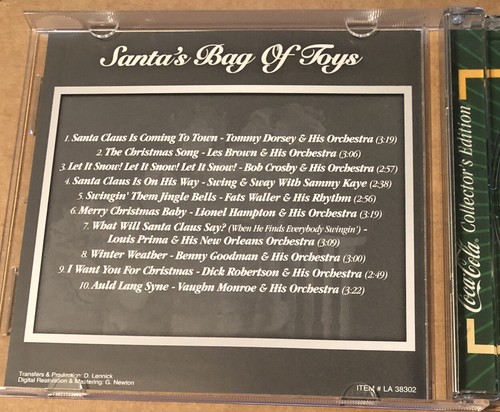 Santa's Bag Of Toys
1. Santa Claus Is Coming To Town - Tommy Dorsey & His Orchestra (3:19)
2. The Christmas Song - Les Brown & His Orchestra (3:06)
3. Let It Snow! Let It Snow! Let It Snow! - Bob Crosby & His Orchestra (2:57)
4. Santa Claus Is On His Way - Swing & Sway With Sammy Kaye (2:38)
5. Swingin' Them Jingle Bells - Fats Waller & His Rhythm (2:56)
6. Merry Christmas Baby - Lionel Hampton & His Orchestra (3:19)
7. What Will Santa Claus Say? (When He Finds Everybody Swingin') -
Louis Prima & His New Orleans Orchestra (3:09)
8. Winter Weather - Benny Goodman & His Orchestra (3:00)
9. I Want You For Christmas - Dick Robertson & His Orchestra (2:49)
10. Auld Lang Syne - Vaughn Monroe & His Orchestra (3:22)
Transfers & Production: D. Lennick
Digital Restoration & Mastering: G. Newton
ITEM # LA 38302
Coca-Cola Collector's Edition